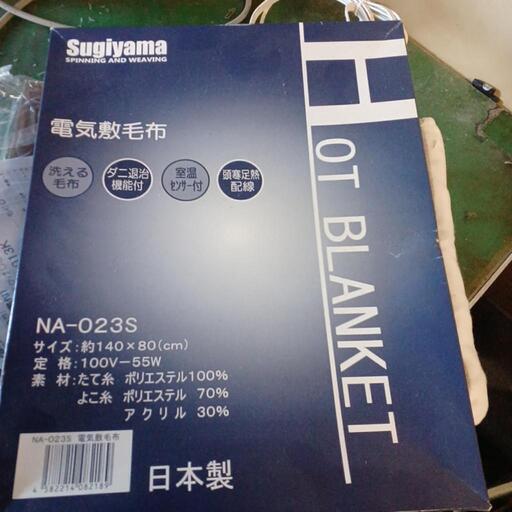 Sugiyama
SPINNING AND WEAVING
HOT BLANKET
電気敷毛布
洗える
毛布
ダニ退治
機能付
室温
センサー付
頭寒足熱
配線
NA-023S
サイズ:約140×80(cm)
定 格:100V-55W
素 材:たて糸 ポリエステル100%
よこ糸 ポリエステル 70%
アクリル 30%
NA-023S 電気敷毛布
4 582214 082189
日本製